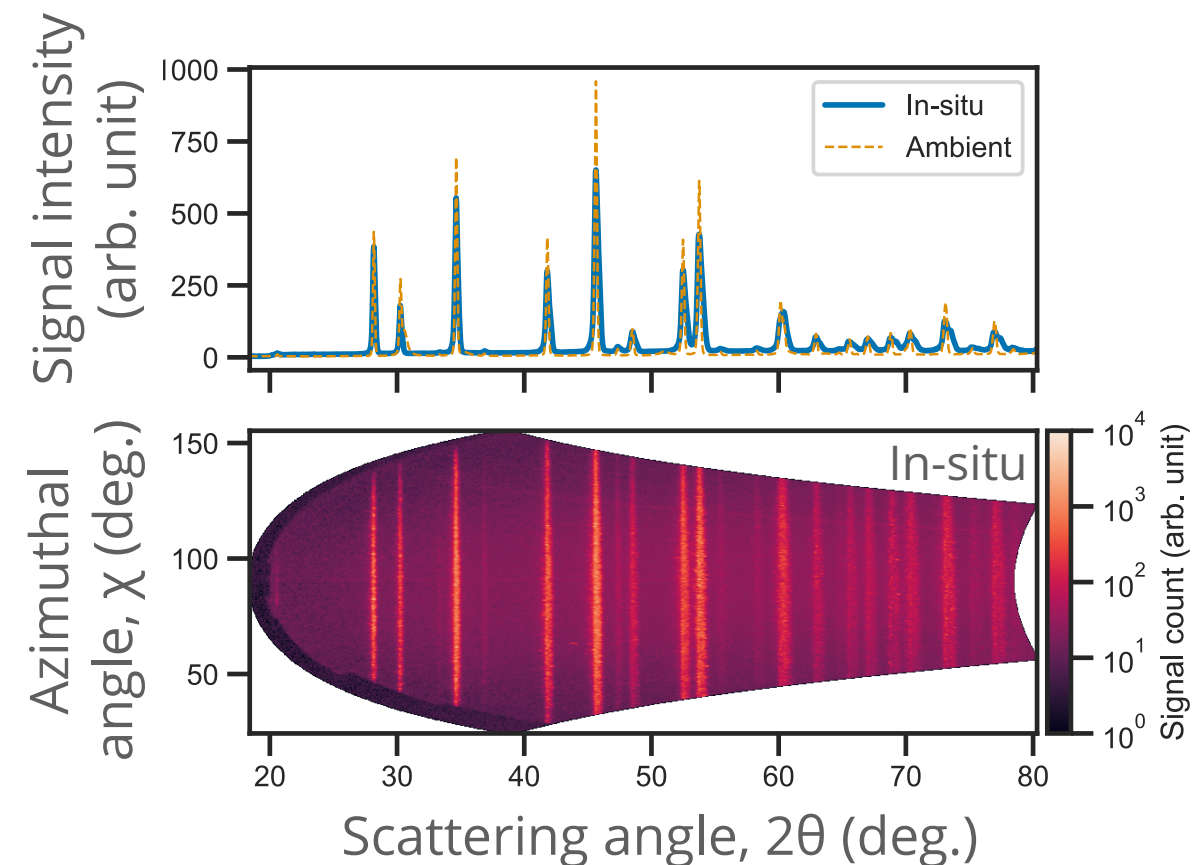 Signal intensity
(arb. unit)
1000
750
500
250
0
In-situ
Ambient
Azimuthal
angle, χ (deg.)
150
100
50
In-situ
10^4
10^3
10^2
10^1
10^0
Signal count (arb. unit)
20 30 40 50 60 70 80
Scattering angle, 2θ (deg.)